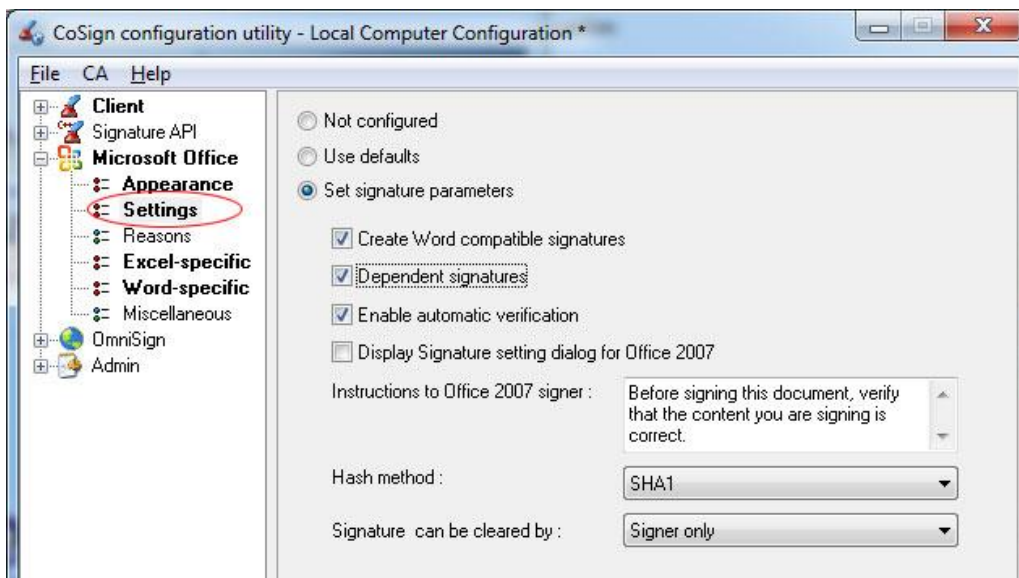 CoSign configuration utility - Local Computer Configuration *
File CA Help
Client
Signature API
Microsoft Office
Appearance
Settings
Reasons
Excel-specific
Word-specific
Miscellaneous
OmniSign
Admin
Not configured
Use defaults
Set signature parameters
Create Word compatible signatures
Dependent signatures
Enable automatic verification
Display Signature setting dialog for Office 2007
Instructions to Office 2007 signer :
Before signing this document, verify
that the content you are signing is
correct.
Hash method :
SHA1
Signature can be cleared by :
Signer only